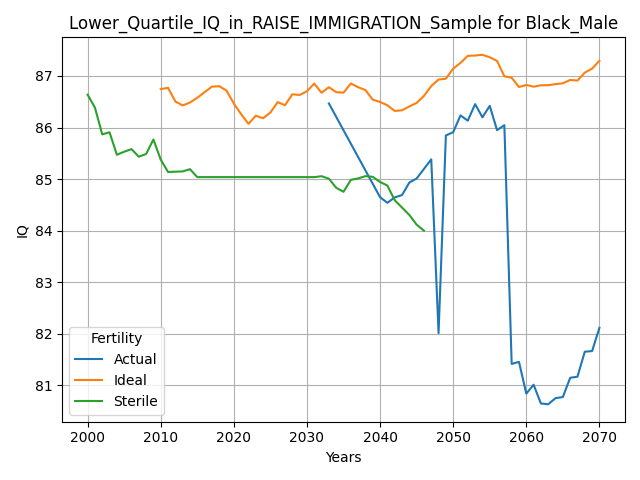 Lower_Quartile_IQ_in_RAISE_IMMIGRATION_Sample for Black_Male
IQ
87
86
85
84
83
82
81
Fertility
Actual
Ideal
Sterile
2000 2010 2020 2030 2040 2050 2060 2070
Years